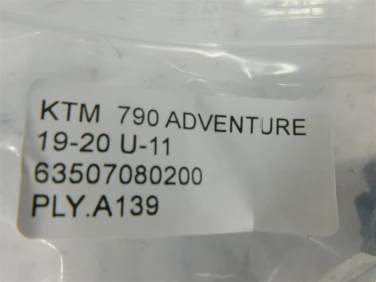 KTM 790 ADVENTURE
19-20 U-11
63507080200
PLY.A139